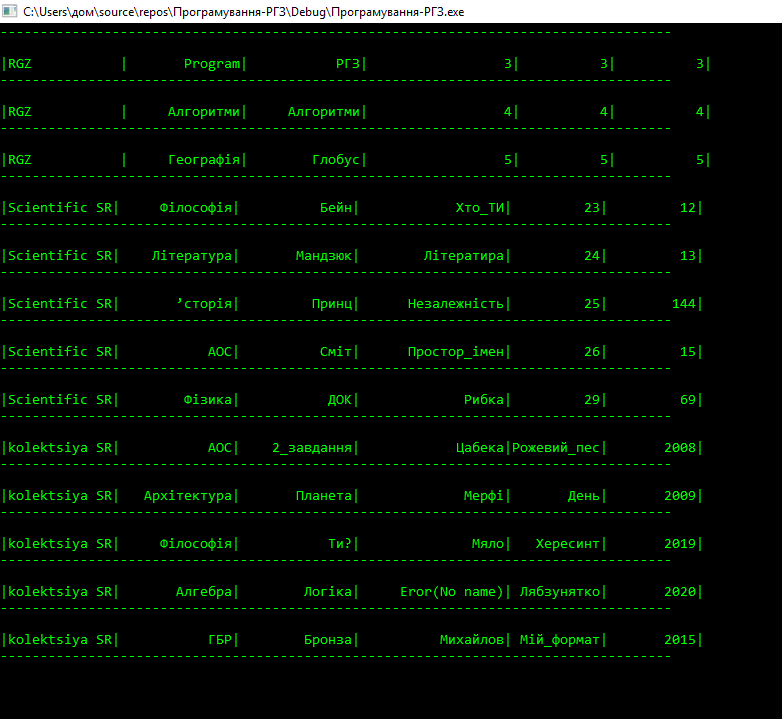 C:\Users\дом\source\repos\Програмування-РГЗ\Debug\Програмування-РГЗ.exe
------------------------------------------------------------------------------------
|RGZ           |       Program|           РГЗ|                 3|          3|          3|
------------------------------------------------------------------------------------
|RGZ           |     Алгоритми|     Алгоритми|                 4|          4|          4|
------------------------------------------------------------------------------------
|RGZ           |     Географія|        Глобус|                 5|          5|          5|
------------------------------------------------------------------------------------
|Scientific SR|     Філософія|          Бейн|            Хто_ТИ|         23|         12|
------------------------------------------------------------------------------------
|Scientific SR|    Література|       Мандзюк|        Літератира|         24|         13|
------------------------------------------------------------------------------------
|Scientific SR|       ’сторія|         Принц|      Незалежність|         25|        144|
------------------------------------------------------------------------------------
|Scientific SR|           АОС|          Сміт|      Простор_імен|         26|         15|
------------------------------------------------------------------------------------
|Scientific SR|        Фізика|           ДОК|             Рибка|         29|         69|
------------------------------------------------------------------------------------
|kolektsiya SR|           АОС|    2_завдання|            Цабека|Рожевий_пес|       2008|
------------------------------------------------------------------------------------
|kolektsiya SR|   Архітектура|       Планета|             Мерфі|       День|       2009|
------------------------------------------------------------------------------------
|kolektsiya SR|     Філософія|           Ти?|              Мяло|   Хересинт|       2019|
------------------------------------------------------------------------------------
|kolektsiya SR|       Алгебра|        Логіка|     Eror(No name)| Лябзунятко|       2020|
------------------------------------------------------------------------------------
|kolektsiya SR|           ГБР|        Бронза|          Михайлов| Мій_формат|       2015|
------------------------------------------------------------------------------------